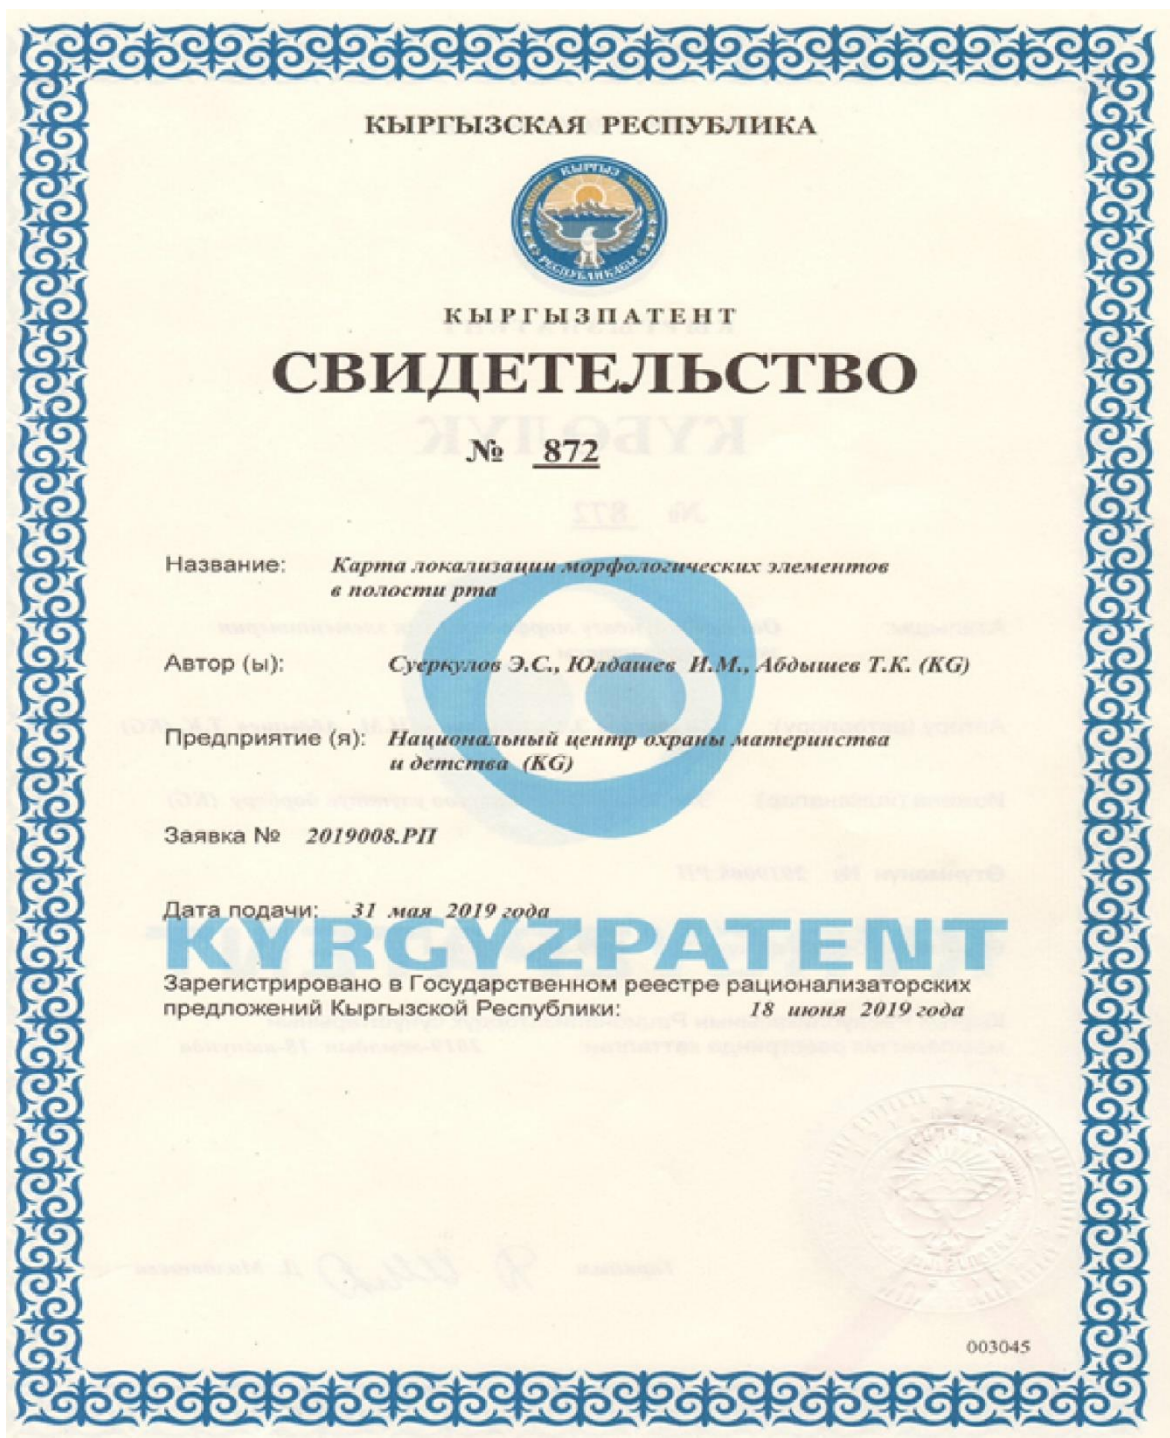 КЫРГЫЗСКАЯ РЕСПУБЛИКА
КЫРГЫЗ
РЕСПУБЛИКАСЫ
КЫРГЫЗПАТЕНТ
СВИДЕТЕЛЬСТВО
№ 872
Название: Карта локализации морфологических элементов
в полости рта
Автор (ы): Суеркулов Э.С., Юлдашев И.М., Абдышев Т.К. (KG)
Предприятие (я): Национальный центр охраны материнства
и детства (KG)
Заявка № 2019008.РП
Дата подачи: 31 мая 2019 года
KYRGYZPATENT
Зарегистрировано в Государственном реестре рационализаторских
предложений Кыргызской Республики: 18 июня 2019 года
003045